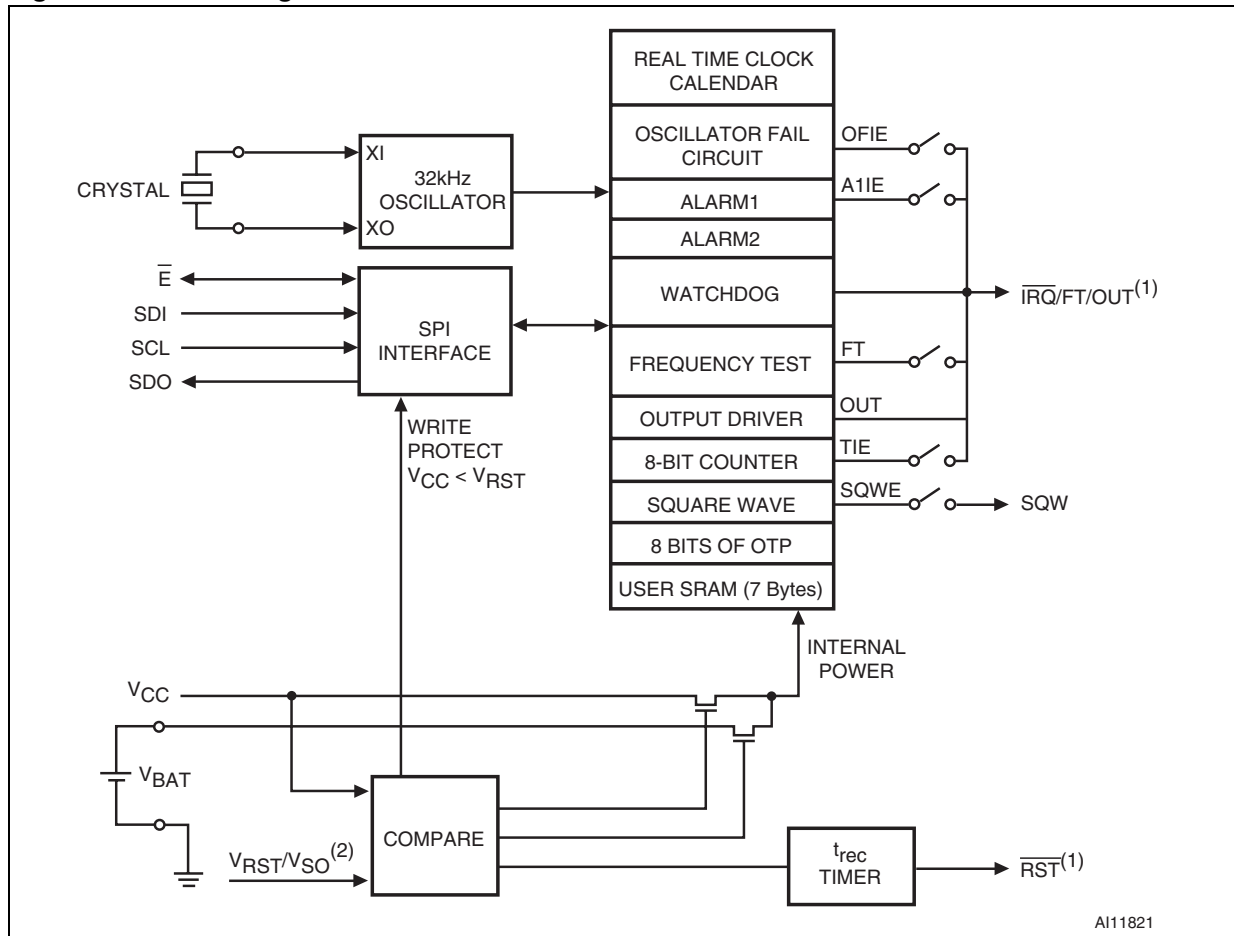 REAL TIME CLOCK
CALENDAR
OSCILLATOR FAIL
CIRCUIT
OFIE
ALARM1
A1IE
ALARM2
WATCHDOG
IRQ/FT/OUT(1)
FREQUENCY TEST
FT
OUTPUT DRIVER
OUT
8-BIT COUNTER
TIE
SQUARE WAVE
SQWE
SQW
8 BITS OF OTP
USER SRAM (7 Bytes)
CRYSTAL
XI
32kHz
OSCILLATOR
XO
E
SDI
SCL
SDO
SPI
INTERFACE
WRITE
PROTECT
VCC < VRST
INTERNAL
POWER
VCC
VBAT
COMPARE
VRST/VSO(2)
trec
TIMER
RST(1)
AI11821